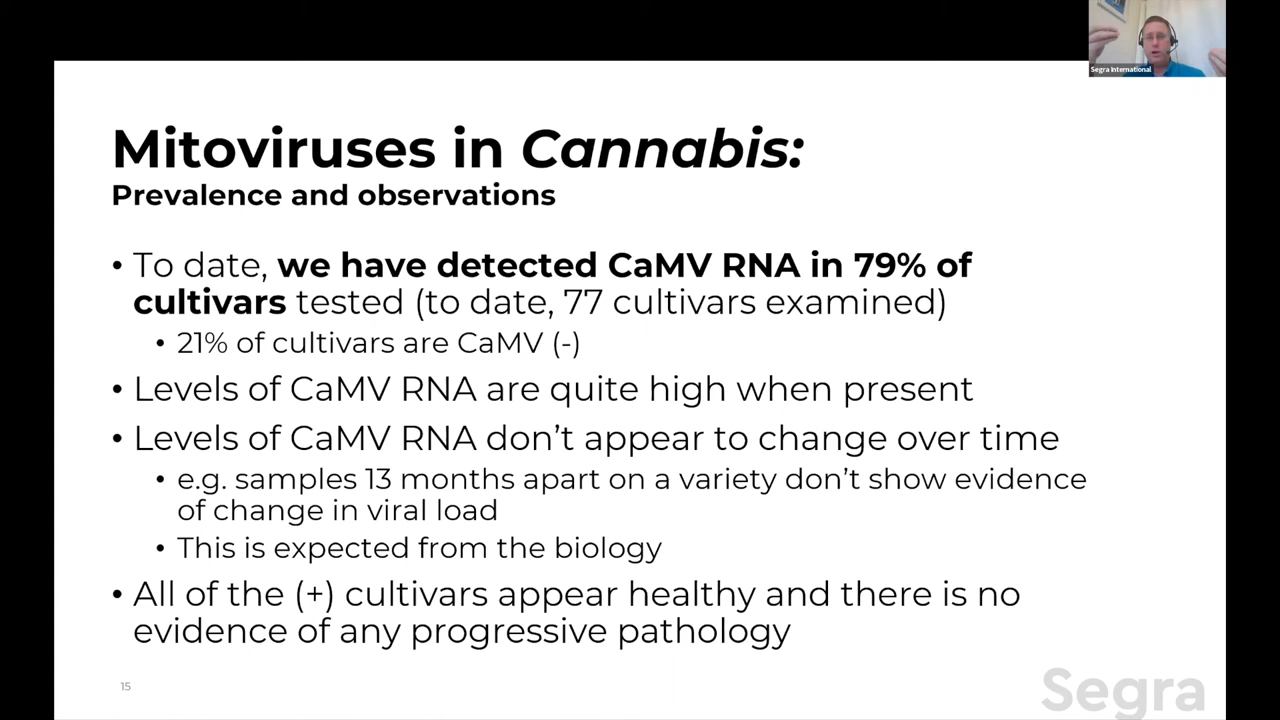 Segra International
Mitoviruses in Cannabis:
Prevalence and observations
• To date, we have detected CaMV RNA in 79% of
cultivars tested (to date, 77 cultivars examined)
• 21% of cultivars are CaMV (-)
• Levels of CaMV RNA are quite high when present
• Levels of CaMV RNA don’t appear to change over time
• e.g. samples 13 months apart on a variety don’t show evidence
of change in viral load
• This is expected from the biology
• All of the (+) cultivars appear healthy and there is no
evidence of any progressive pathology
15
Segra